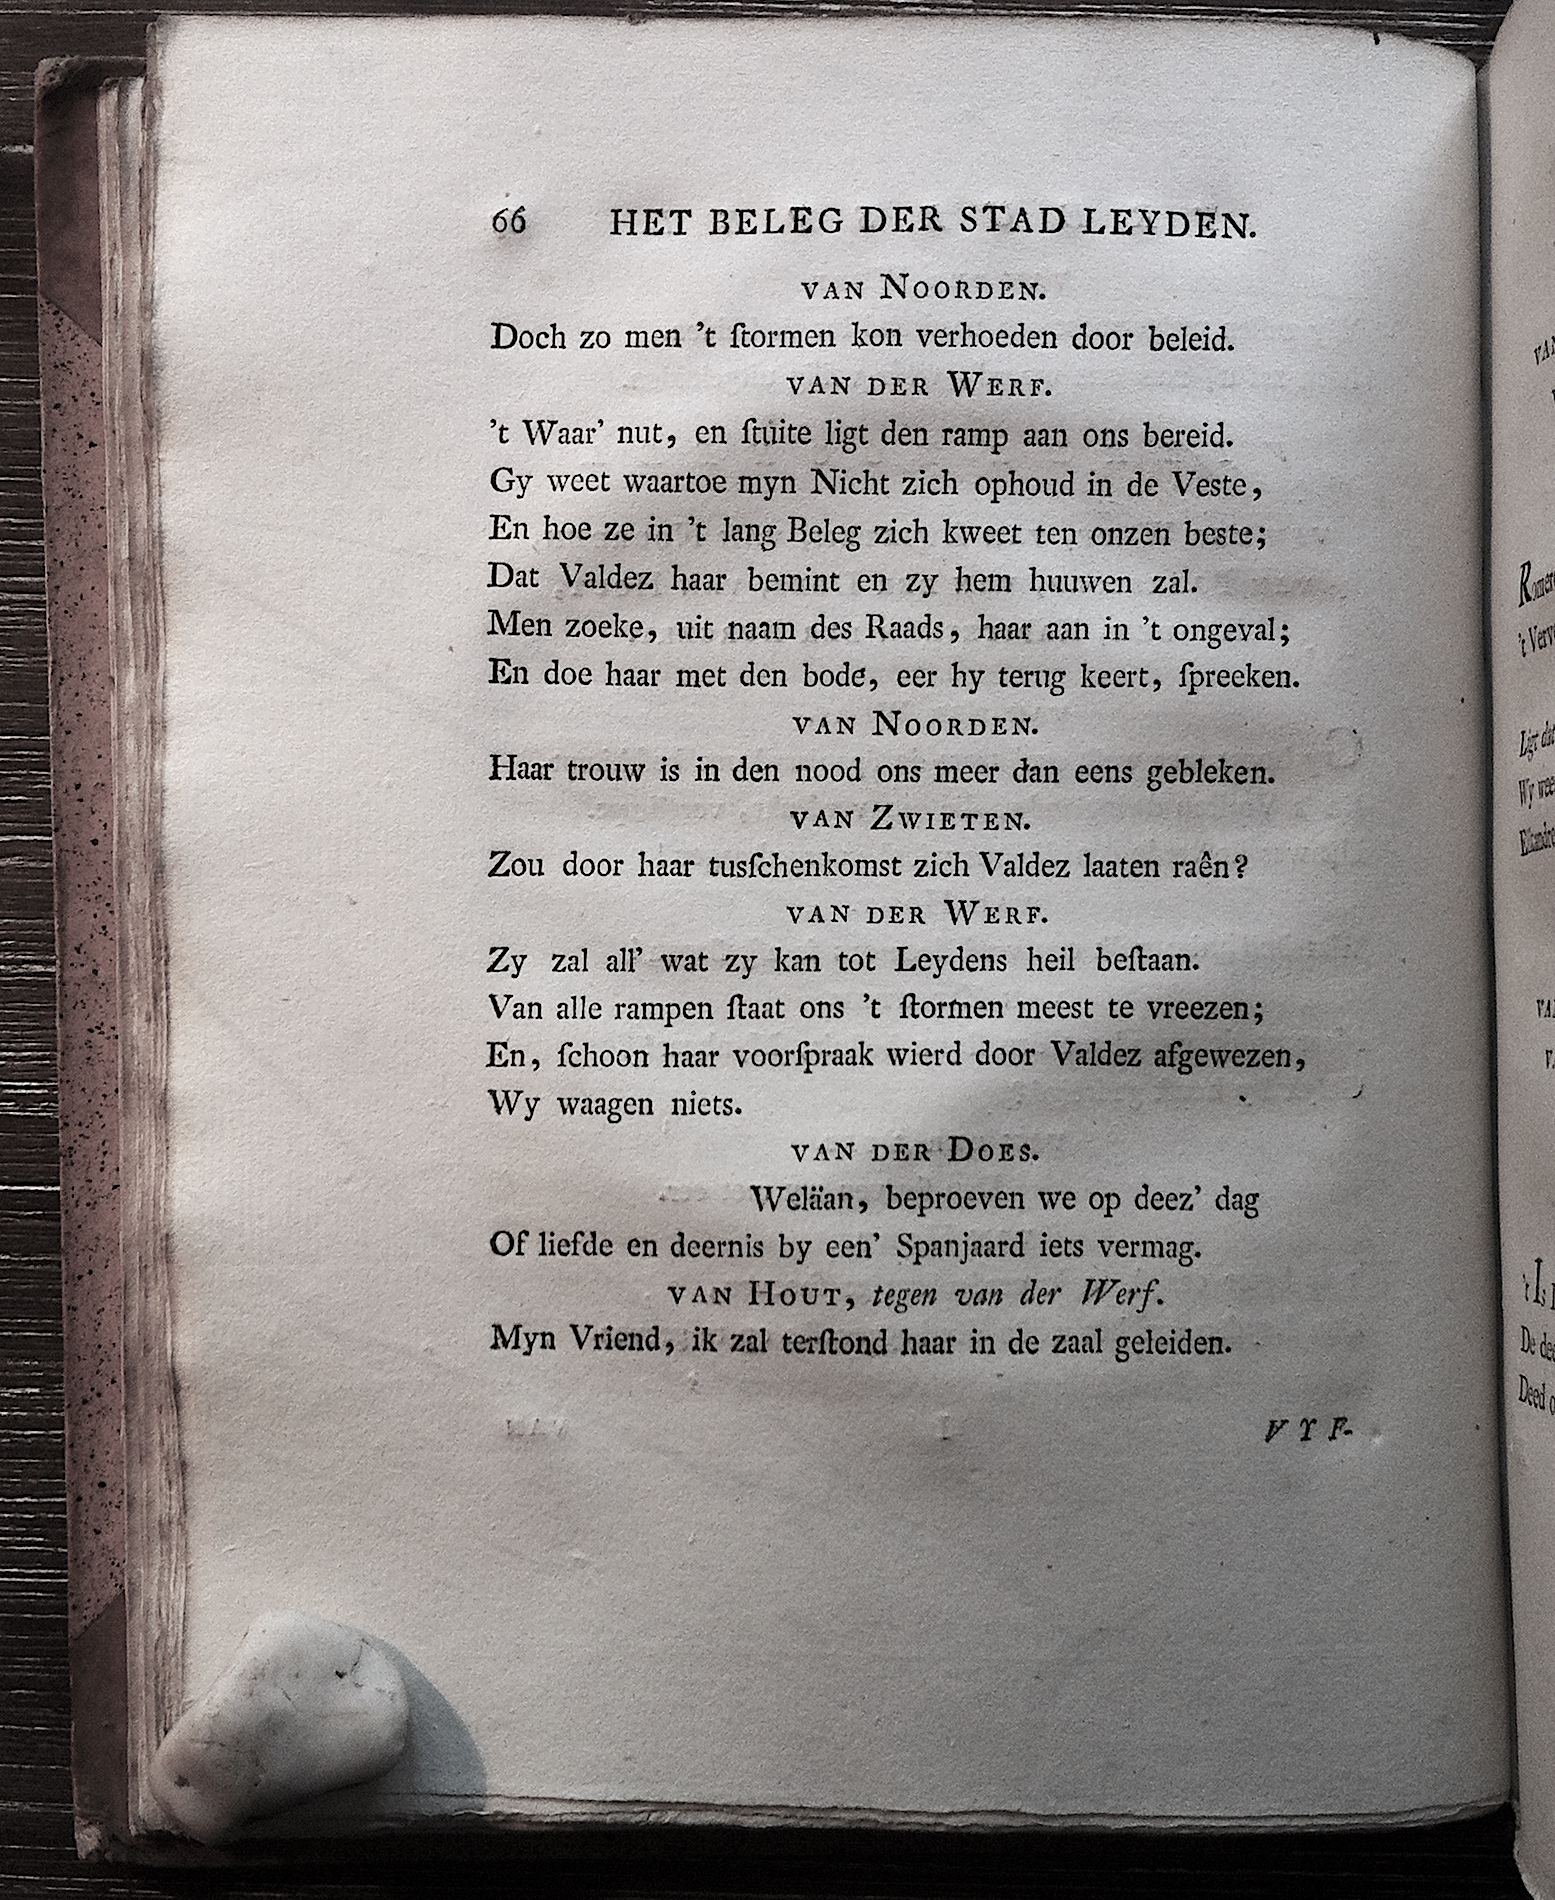 66 HET BELEG DER STAD LEYDEN.
VAN NOORDEN.
Doch zo men 't ſtormen kon verhoeden door beleid.
VAN DER WERF.
't Waar' nut, en ſtuite ligt den ramp aan ons bereid.
Gy weet waartoe myn Nicht zich ophoud in de Veste,
En hoe ze in 't lang Beleg zich kweet ten onzen beste;
Dat Valdez haar bemint en zy hem huuwen zal.
Men zoeke, uit naam des Raads, haar aan in 't ongeval;
En doe haar met den bode, eer hy terug keert, ſpreeken.
VAN NOORDEN.
Haar trouw is in den nood ons meer dan eens gebleken.
VAN ZWIETEN.
Zou door haar tusſchenkomst zich Valdez laaten raên?
VAN DER WERF.
Zy zal all' wat zy kan tot Leydens heil beſtaan.
Van alle rampen ſtaat ons 't ſtormen meest te vreezen;
En, ſchoon haar voorſpraak wierd door Valdez afgewezen,
Wy waagen niets.
VAN DER DOES.
Weläan, beproeven we op deez' dag
Of liefde en deernis by een' Spanjaard iets vermag.
VAN HOUT, tegen van der Werf.
Myn Vriend, ik zal terſtond haar in de zaal geleiden.
VYF-